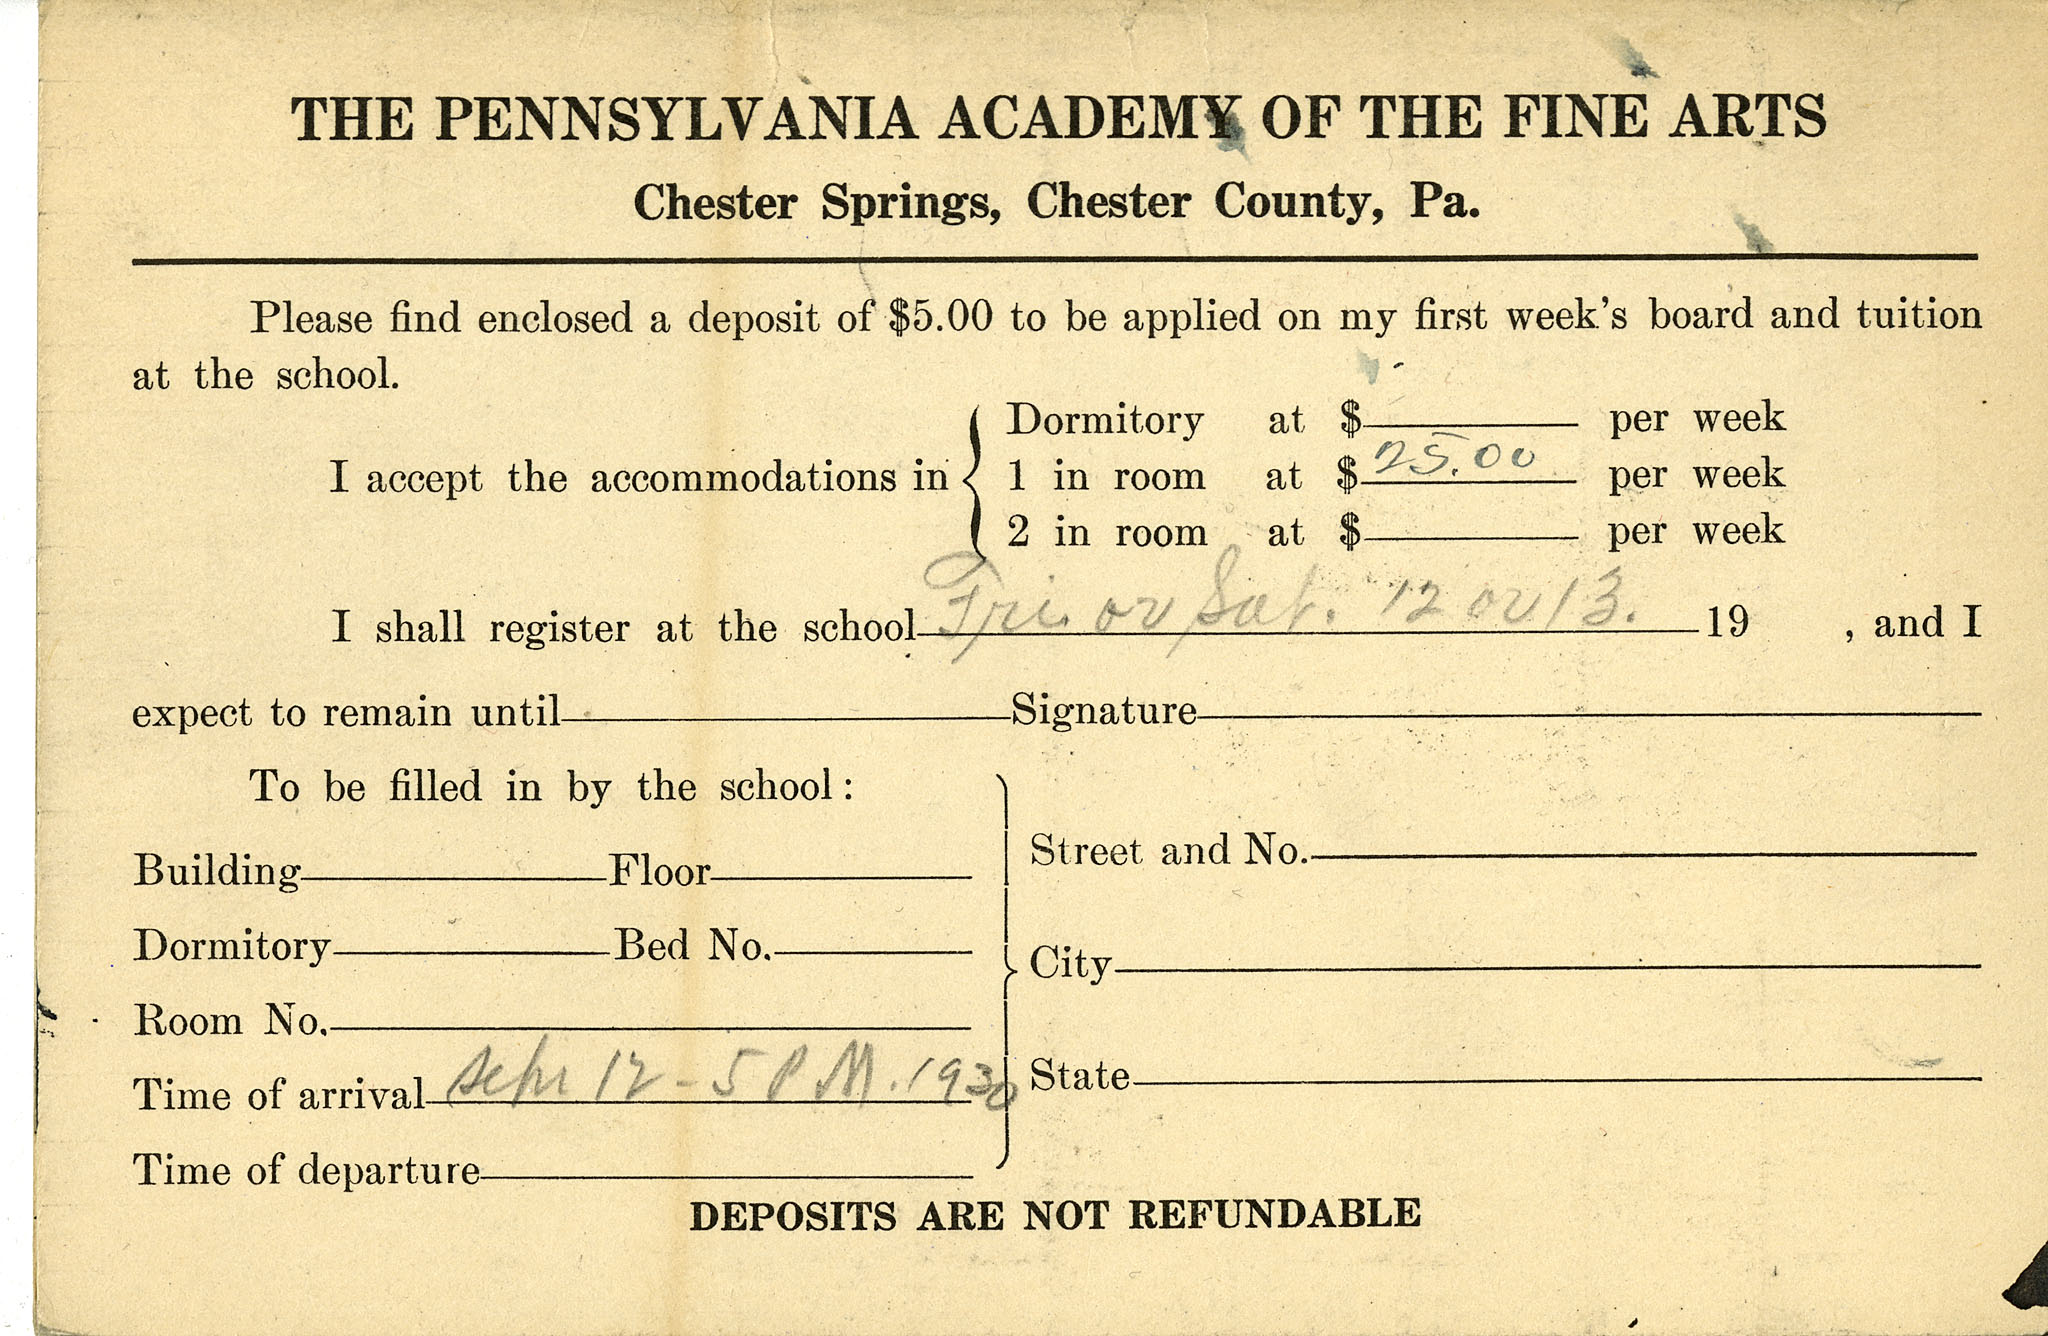 THE PENNSYLVANIA ACADEMY OF THE FINE ARTS
Chester Springs, Chester County, Pa.
Please find enclosed a deposit of $5.00 to be applied on my first week's board and tuition
at the school.
Dormitory at $ per week
I accept the accommodations in 1 in room at $ 25.00 per week
2 in room at $ per week
I shall register at the school Fri. or Sat. 12 or 13. 19 , and I
expect to remain until Signature
To be filled in by the school:
Street and No.
Building Floor
Dormitory Bed No.
City
Room No.
State
Time of arrival Sept 12 - 5 P.M. 1930
Time of departure
DEPOSITS ARE NOT REFUNDABLE